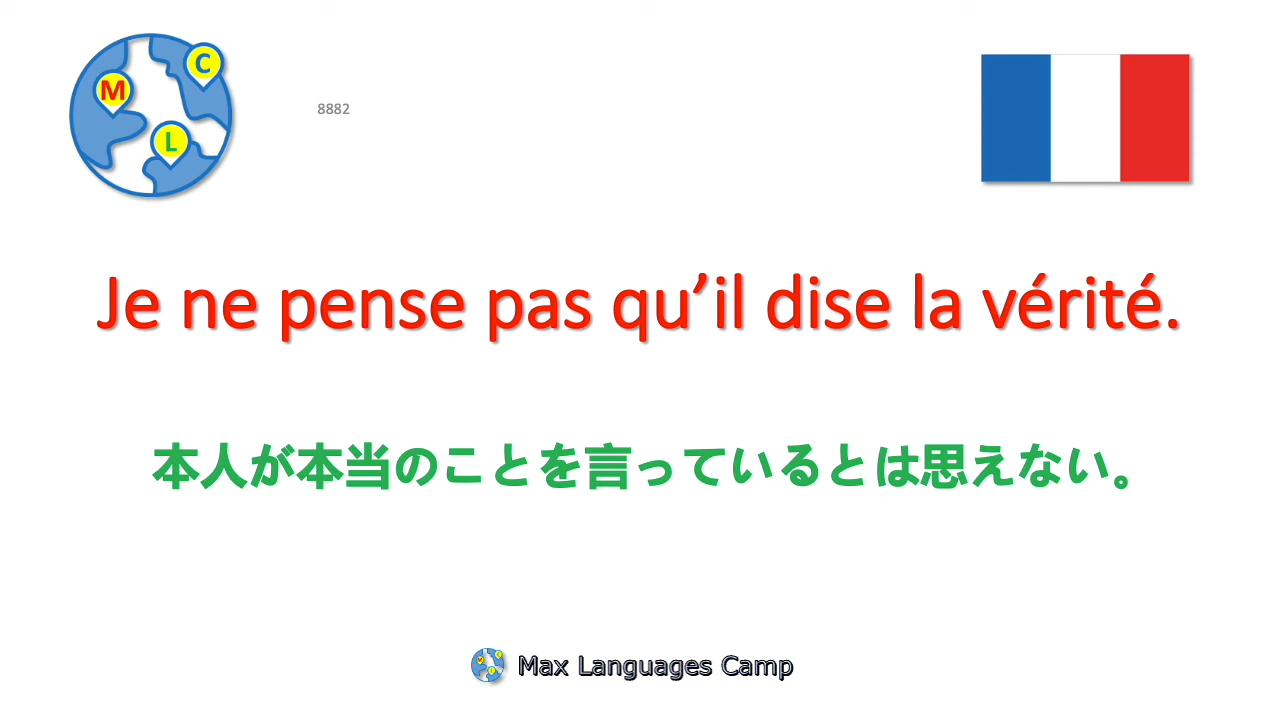 C
M
L
8882
Je ne pense pas qu’il dise la vérité.
本人が本当のことを言っているとは思えない。
Max Languages Camp